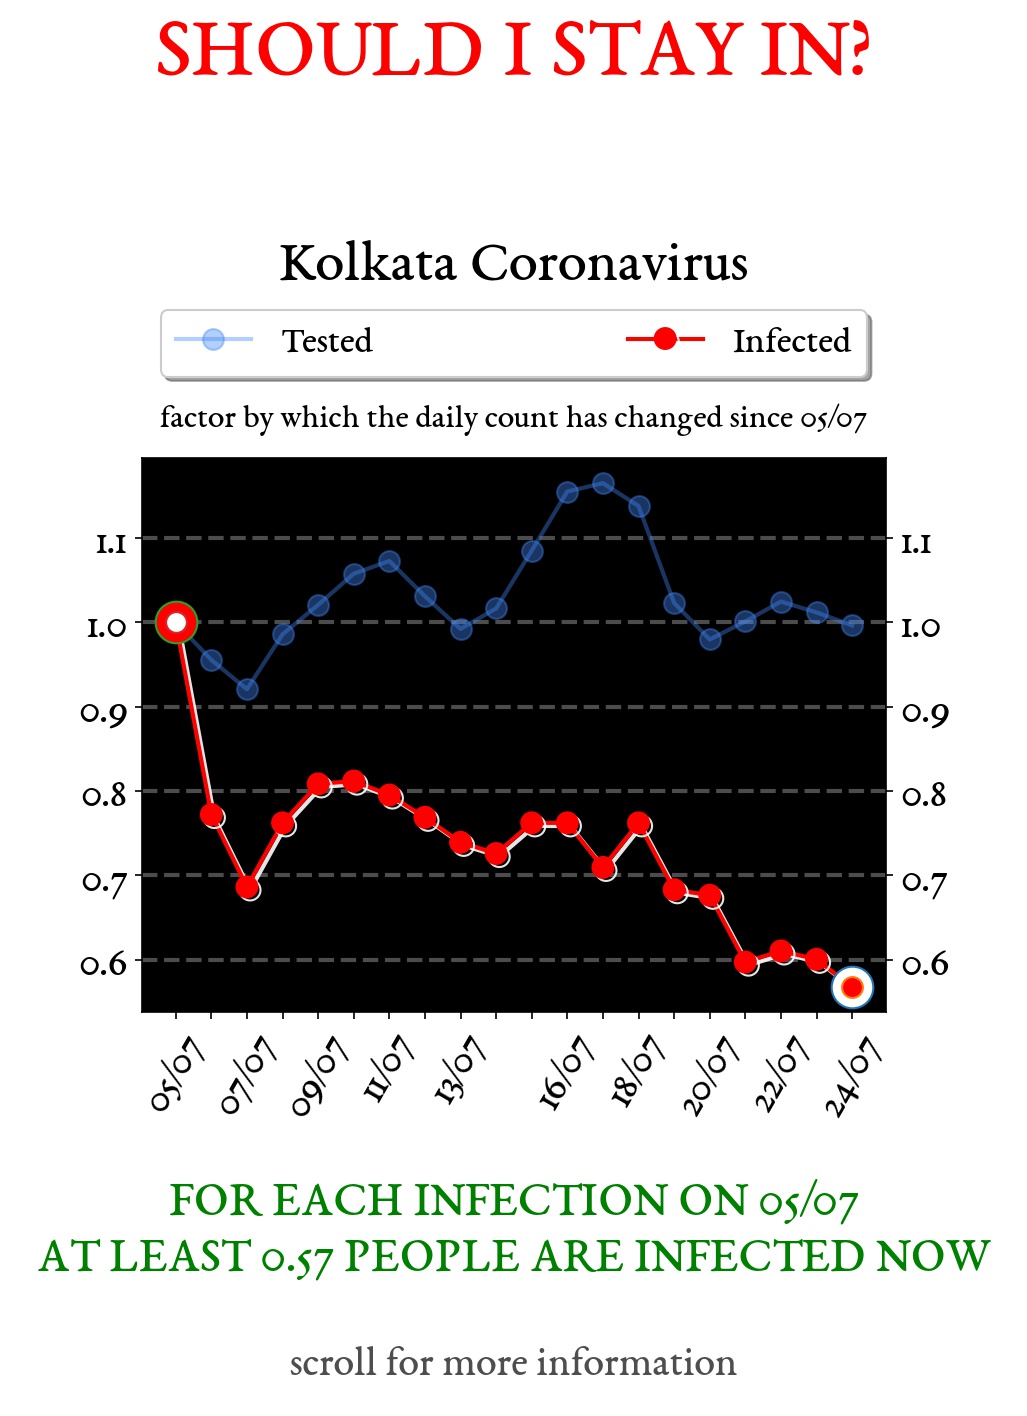 SHOULD I STAY IN?
Kolkata Coronavirus
Tested Infected
factor by which the daily count has changed since 05/07
1.1 1.1
1.0 1.0
0.9 0.9
0.8 0.8
0.7 0.7
0.6 0.6
05/07 07/07 09/07 11/07 13/07 16/07 18/07 20/07 22/07 24/07
FOR EACH INFECTION ON 05/07
AT LEAST 0.57 PEOPLE ARE INFECTED NOW
scroll for more information